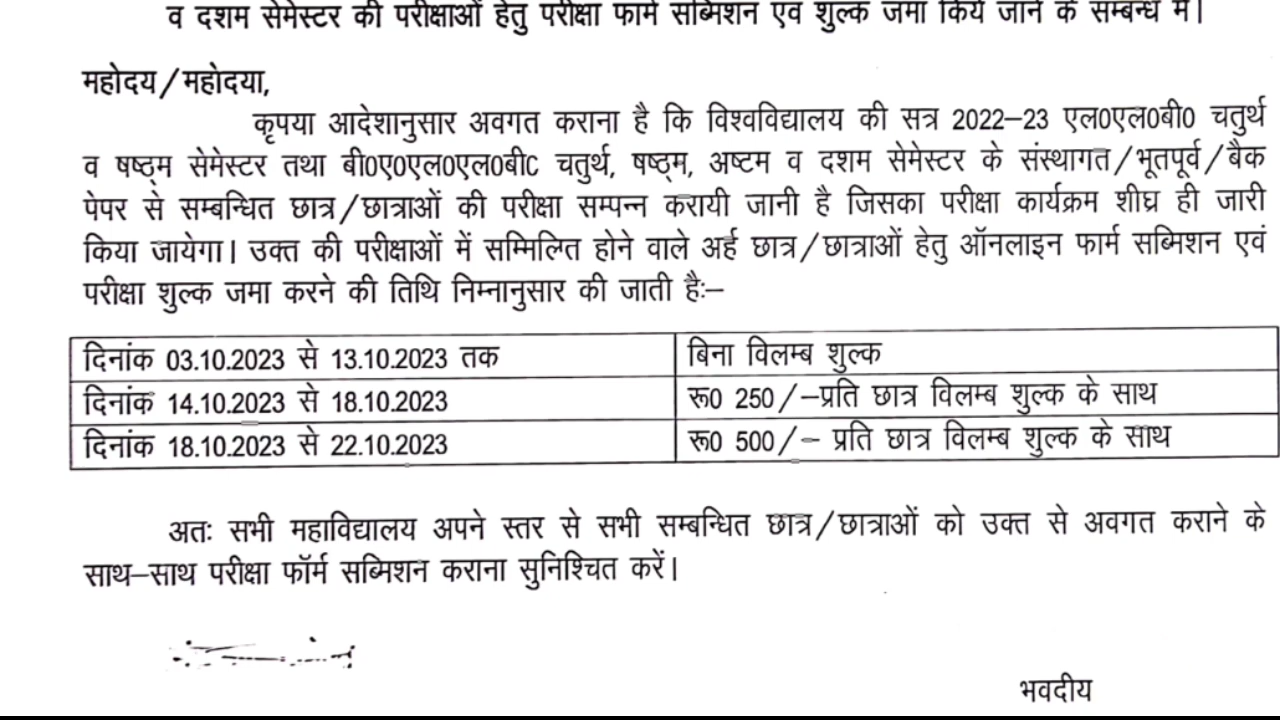 व दशम सेमेस्टर की परीक्षाओं हेतु परीक्षा फार्म सब्मिशन एवं शुल्क जमा किये जाने के सम्बन्ध में।
महोदय/महोदया,
कृपया आदेशानुसार अवगत कराना है कि विश्वविद्यालय की सत्र 2022–23 एल0एल0बी0 चतुर्थ
व षष्ठ्म सेमेस्टर तथा बी0ए0एल0एल0बी0 चतुर्थ, षष्ठ्म, अष्टम व दशम सेमेस्टर के संस्थागत/भूतपूर्व/बैक
पेपर से सम्बन्धित छात्र/छात्राओं की परीक्षा सम्पन्न करायी जानी है जिसका परीक्षा कार्यक्रम शीघ्र ही जारी
किया जायेगा। उक्त की परीक्षाओं में सम्मिलित होने वाले अर्ह छात्र/छात्राओं हेतु ऑनलाइन फार्म सब्मिशन एवं
परीक्षा शुल्क जमा करने की तिथि निम्नानुसार की जाती हैः–
दिनांक 03.10.2023 से 13.10.2023 तक बिना विलम्ब शुल्क
दिनांक 14.10.2023 से 18.10.2023 रू0 250/–प्रति छात्र विलम्ब शुल्क के साथ
दिनांक 18.10.2023 से 22.10.2023 रू0 500/– प्रति छात्र विलम्ब शुल्क के साथ
अतः सभी महाविद्यालय अपने स्तर से सभी सम्बन्धित छात्र/छात्राओं को उक्त से अवगत कराने के
साथ–साथ परीक्षा फॉर्म सब्मिशन कराना सुनिश्चित करें।
भवदीय